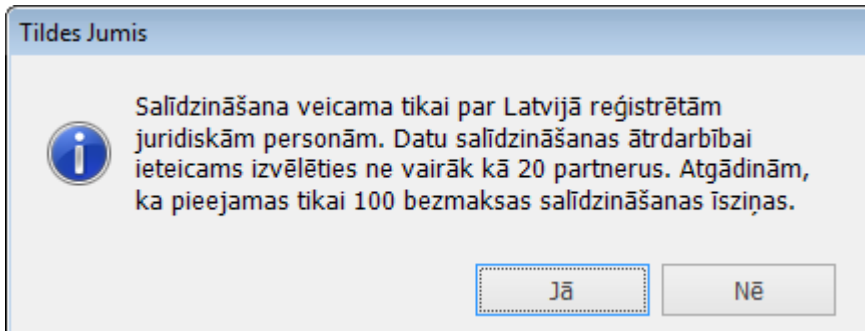 Tildes Jumis
Salīdzināšana veicama tikai par Latvijā reģistrētām
juridiskām personām. Datu salīdzināšanas ātrdarbībai
ieteicams izvēlēties ne vairāk kā 20 partnerus. Atgādinām,
ka pieejamas tikai 100 bezmaksas salīdzināšanas īsziņas.
Jā
Nē